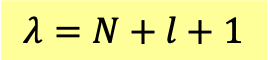 λ = N + l + 1